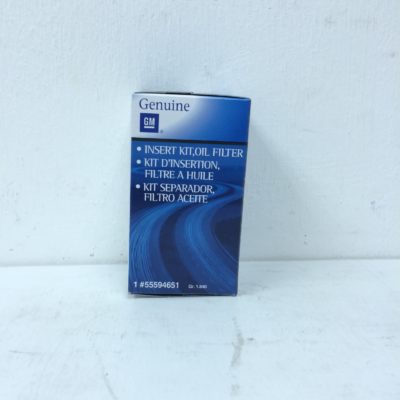 Genuine
GM
®
• INSERT KIT,OIL FILTER
• KIT D'INSERTION,
FILTRE A HUILE
• KIT SEPARADOR,
FILTRO ACEITE
1 #55594651